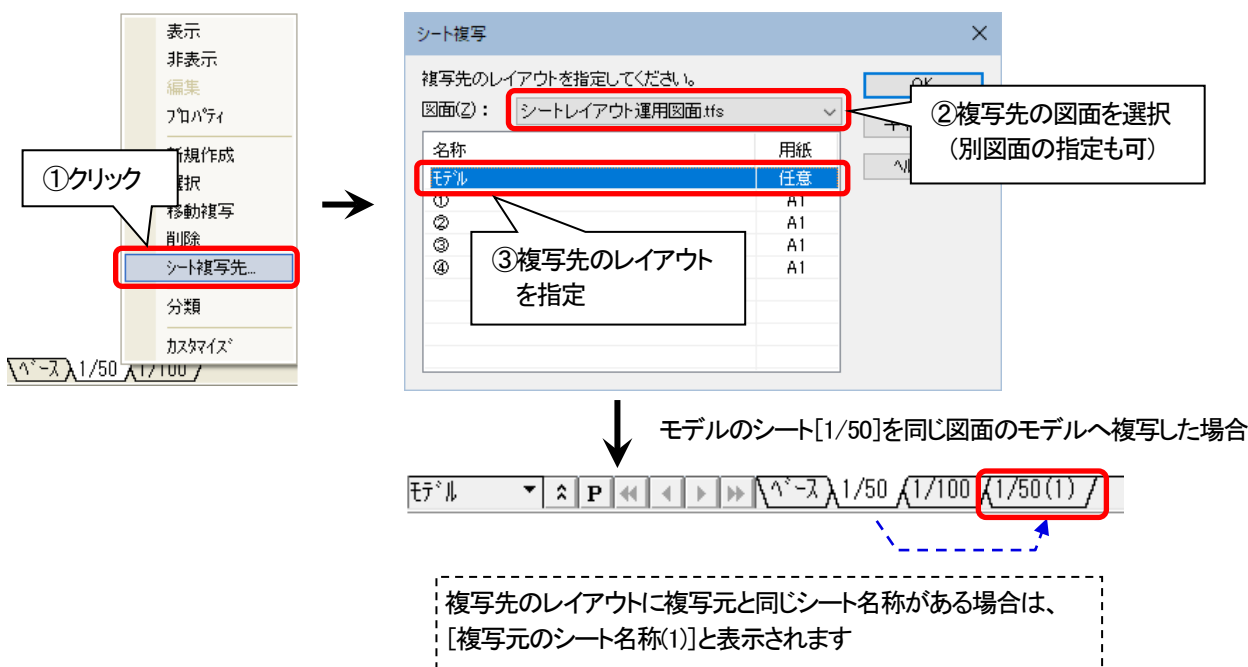 表示
非表示
編集
プロパティ
新規作成
選択
移動複写
削除
シート複写先...
分類
カスタマイズ
①クリック
ベース 1/50 1/100
シート複写
複写先のレイアウトを指定してください。
図面(Z)： シートレイアウト運用図面.tfs
OK
②複写先の図面を選択
（別図面の指定も可）
名称 用紙
モデル 任意
① A1
② A1
③ A1
④ A1
③複写先のレイアウト
を指定
モデルのシート[1/50]を同じ図面のモデルへ複写した場合
モデル P ベース 1/50 1/100 1/50(1)
複写先のレイアウトに複写元と同じシート名称がある場合は、
[複写元のシート名称(1)]と表示されます